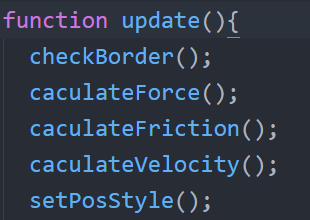 function update(){
checkBorder();
caculateForce();
caculateFriction();
caculateVelocity();
setPosStyle();